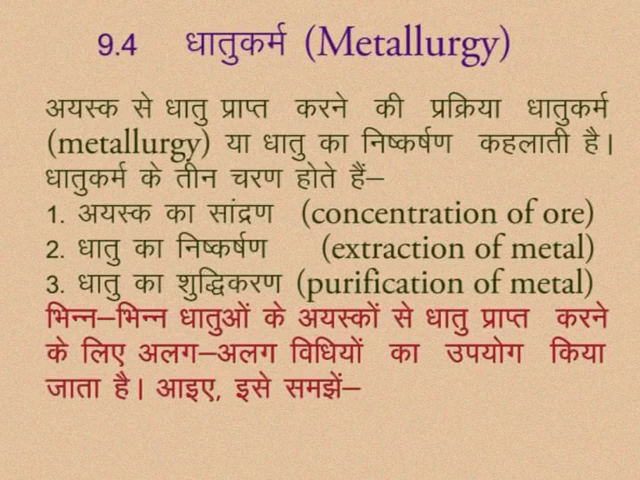 9.4 धातुकर्म (Metallurgy)
अयस्क से धातु प्राप्त करने की प्रक्रिया धातुकर्म
(metallurgy) या धातु का निष्कर्षण कहलाती है।
धातुकर्म के तीन चरण होते हैं–
1. अयस्क का सांद्रण (concentration of ore)
2. धातु का निष्कर्षण (extraction of metal)
3. धातु का शुद्धिकरण (purification of metal)
भिन्न–भिन्न धातुओं के अयस्कों से धातु प्राप्त करने
के लिए अलग–अलग विधियों का उपयोग किया
जाता है। आइए, इसे समझें–